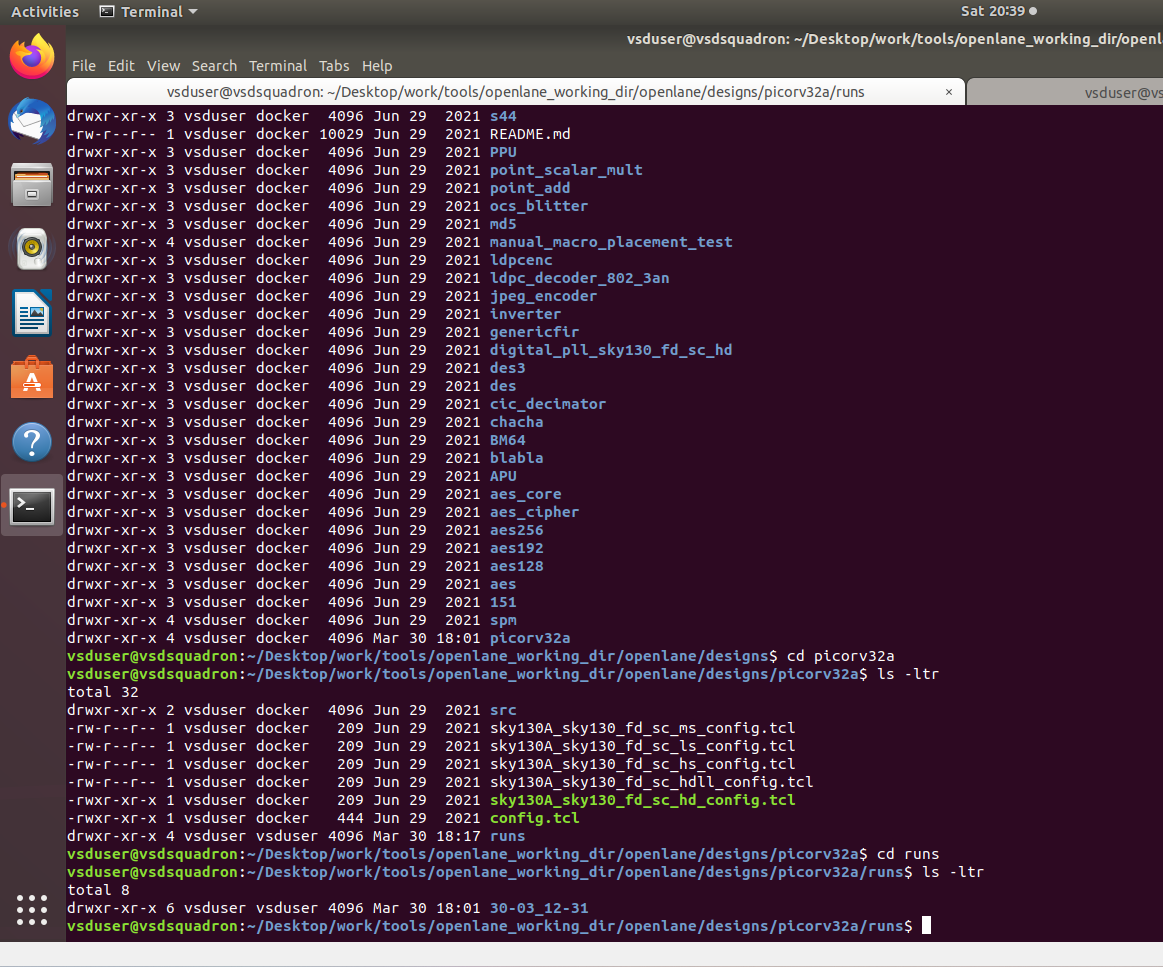 Activities Terminal Sat 20:39
vsduser@vsdsquadron: ~/Desktop/work/tools/openlane_working_dir/openl
File Edit View Search Terminal Tabs Help
vsduser@vsdsquadron: ~/Desktop/work/tools/openlane_working_dir/openlane/designs/picorv32a/runs × vsduser@vs
drwxr-xr-x 3 vsduser docker  4096 Jun 29  2021 s44
-rw-r--r-- 1 vsduser docker 10029 Jun 29  2021 README.md
drwxr-xr-x 3 vsduser docker  4096 Jun 29  2021 PPU
drwxr-xr-x 3 vsduser docker  4096 Jun 29  2021 point_scalar_mult
drwxr-xr-x 3 vsduser docker  4096 Jun 29  2021 point_add
drwxr-xr-x 3 vsduser docker  4096 Jun 29  2021 ocs_blitter
drwxr-xr-x 3 vsduser docker  4096 Jun 29  2021 md5
drwxr-xr-x 4 vsduser docker  4096 Jun 29  2021 manual_macro_placement_test
drwxr-xr-x 3 vsduser docker  4096 Jun 29  2021 ldpcenc
drwxr-xr-x 3 vsduser docker  4096 Jun 29  2021 ldpc_decoder_802_3an
drwxr-xr-x 3 vsduser docker  4096 Jun 29  2021 jpeg_encoder
drwxr-xr-x 3 vsduser docker  4096 Jun 29  2021 inverter
drwxr-xr-x 3 vsduser docker  4096 Jun 29  2021 genericfir
drwxr-xr-x 3 vsduser docker  4096 Jun 29  2021 digital_pll_sky130_fd_sc_hd
drwxr-xr-x 3 vsduser docker  4096 Jun 29  2021 des3
drwxr-xr-x 3 vsduser docker  4096 Jun 29  2021 des
drwxr-xr-x 3 vsduser docker  4096 Jun 29  2021 cic_decimator
drwxr-xr-x 3 vsduser docker  4096 Jun 29  2021 chacha
drwxr-xr-x 3 vsduser docker  4096 Jun 29  2021 BM64
drwxr-xr-x 3 vsduser docker  4096 Jun 29  2021 blabla
drwxr-xr-x 3 vsduser docker  4096 Jun 29  2021 APU
drwxr-xr-x 3 vsduser docker  4096 Jun 29  2021 aes_core
drwxr-xr-x 3 vsduser docker  4096 Jun 29  2021 aes_cipher
drwxr-xr-x 3 vsduser docker  4096 Jun 29  2021 aes256
drwxr-xr-x 3 vsduser docker  4096 Jun 29  2021 aes192
drwxr-xr-x 3 vsduser docker  4096 Jun 29  2021 aes128
drwxr-xr-x 3 vsduser docker  4096 Jun 29  2021 aes
drwxr-xr-x 3 vsduser docker  4096 Jun 29  2021 151
drwxr-xr-x 4 vsduser docker  4096 Jun 29  2021 spm
drwxr-xr-x 4 vsduser docker  4096 Mar 30 18:01 picorv32a
vsduser@vsdsquadron:~/Desktop/work/tools/openlane_working_dir/openlane/designs$ cd picorv32a
vsduser@vsdsquadron:~/Desktop/work/tools/openlane_working_dir/openlane/designs/picorv32a$ ls -ltr
total 32
drwxr-xr-x 2 vsduser docker  4096 Jun 29  2021 src
-rw-r--r-- 1 vsduser docker   209 Jun 29  2021 sky130A_sky130_fd_sc_ms_config.tcl
-rw-r--r-- 1 vsduser docker   209 Jun 29  2021 sky130A_sky130_fd_sc_ls_config.tcl
-rw-r--r-- 1 vsduser docker   209 Jun 29  2021 sky130A_sky130_fd_sc_hs_config.tcl
-rw-r--r-- 1 vsduser docker   209 Jun 29  2021 sky130A_sky130_fd_sc_hdll_config.tcl
-rwxr-xr-x 1 vsduser docker   209 Jun 29  2021 sky130A_sky130_fd_sc_hd_config.tcl
-rwxr-xr-x 1 vsduser docker   444 Jun 29  2021 config.tcl
drwxr-xr-x 4 vsduser vsduser 4096 Mar 30 18:17 runs
vsduser@vsdsquadron:~/Desktop/work/tools/openlane_working_dir/openlane/designs/picorv32a$ cd runs
vsduser@vsdsquadron:~/Desktop/work/tools/openlane_working_dir/openlane/designs/picorv32a/runs$ ls -ltr
total 8
drwxr-xr-x 6 vsduser vsduser 4096 Mar 30 18:01 30-03_12-31
vsduser@vsdsquadron:~/Desktop/work/tools/openlane_working_dir/openlane/designs/picorv32a/runs$